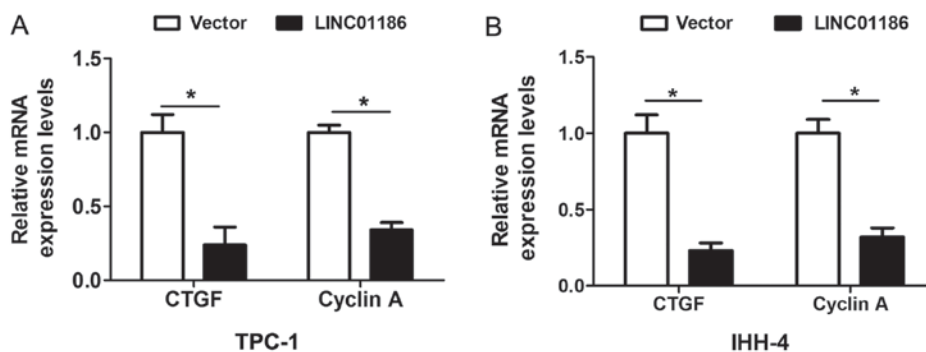 A
Vector LINC01186
Relative mRNA
expression levels
1.5
1.0
0.5
0.0
*
*
CTGF Cyclin A
TPC-1
B
Vector LINC01186
Relative mRNA
expression levels
1.5
1.0
0.5
0.0
*
*
CTGF Cyclin A
IHH-4